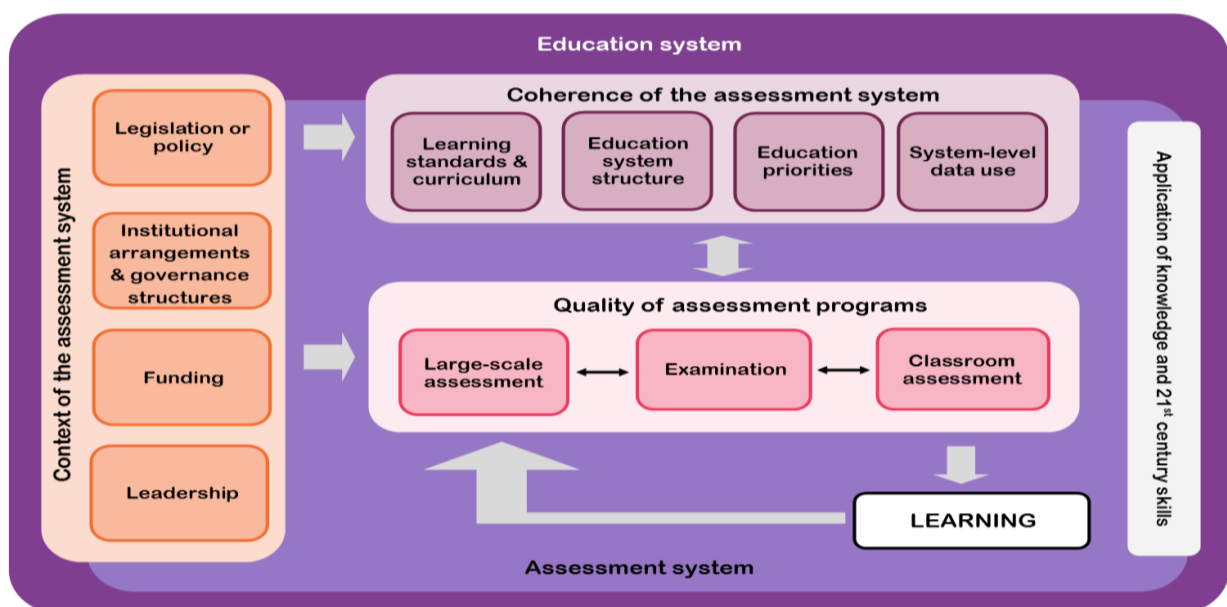 Education system
Context of the assessment system
Legislation or
policy
Institutional
arrangements
& governance
structures
Funding
Leadership
Coherence of the assessment system
Learning
standards &
curriculum
Education
system
structure
Education
priorities
System-level
data use
Quality of assessment programs
Large-scale
assessment
Examination
Classroom
assessment
LEARNING
Assessment system
Application of knowledge and 21st century skills